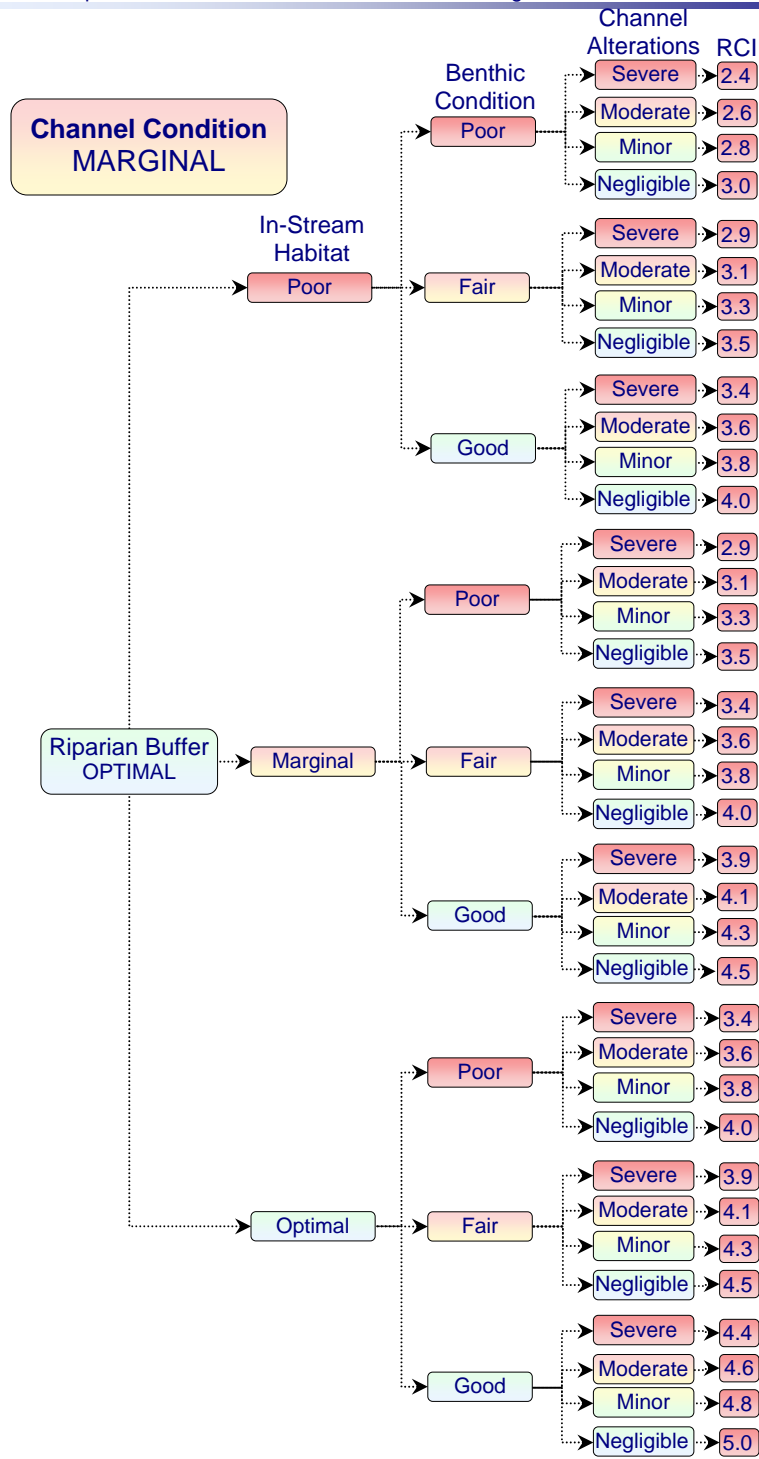 Channel
Alterations RCI
Benthic
Condition
Channel Condition
MARGINAL
In-Stream
Habitat
Severe 2.4
Moderate 2.6
Poor
Minor 2.8
Negligible 3.0
Severe 2.9
Moderate 3.1
Poor Fair
Minor 3.3
Negligible 3.5
Severe 3.4
Moderate 3.6
Good
Minor 3.8
Negligible 4.0
Severe 2.9
Moderate 3.1
Poor
Minor 3.3
Negligible 3.5
Severe 3.4
Moderate 3.6
Riparian Buffer
OPTIMAL
Marginal Fair
Minor 3.8
Negligible 4.0
Severe 3.9
Moderate 4.1
Good
Minor 4.3
Negligible 4.5
Severe 3.4
Moderate 3.6
Poor
Minor 3.8
Negligible 4.0
Severe 3.9
Moderate 4.1
Optimal Fair
Minor 4.3
Negligible 4.5
Severe 4.4
Moderate 4.6
Good
Minor 4.8
Negligible 5.0